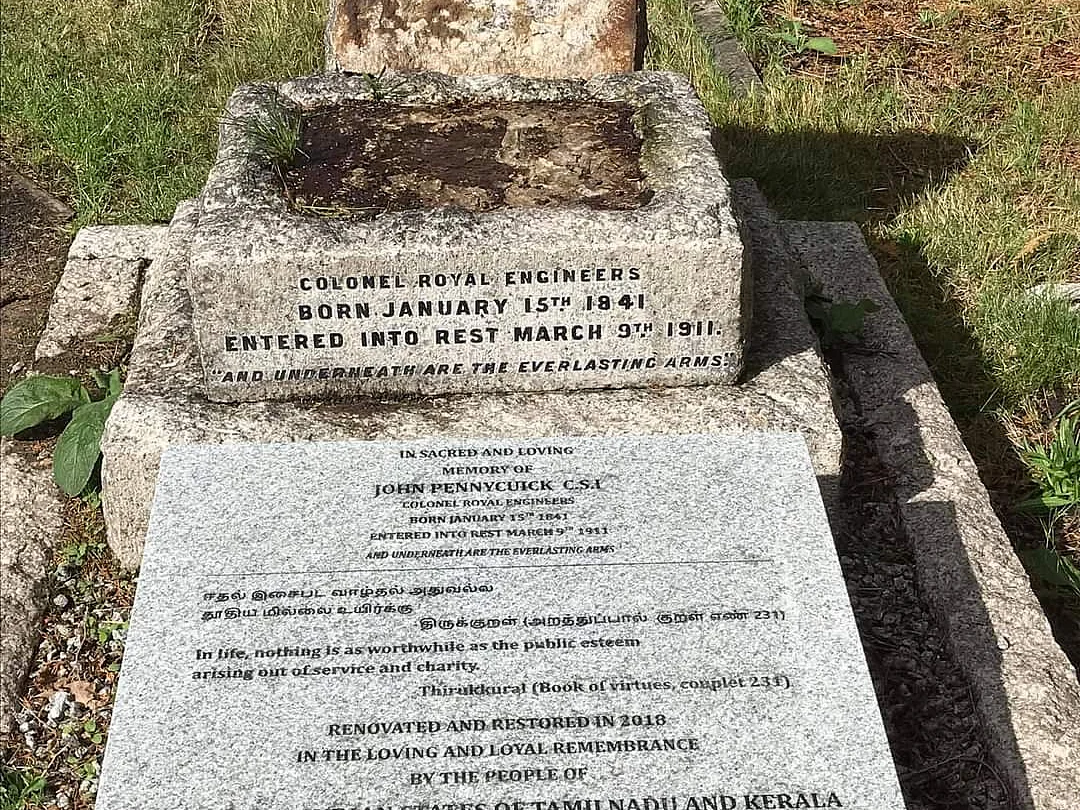 COLONEL ROYAL ENGINEERS
BORN JANUARY 15TH 1841
ENTERED INTO REST MARCH 9TH 1911.
"AND UNDERNEATH ARE THE EVERLASTING ARMS."
IN SACRED AND LOVING
MEMORY OF
JOHN PENNYCUICK C.S.I
COLONEL ROYAL ENGINEERS
BORN JANUARY 15TH 1841
ENTERED INTO REST MARCH 9TH 1911
AND UNDERNEATH ARE THE EVERLASTING ARMS
ஈதல் இசைபட வாழ்தல் அதுவல்ல
தூதிய மில்லை உயிர்க்கு
திருக்குறள் (அறத்துப்பால் குறள் எண் 231)
In life, nothing is as worthwhile as the public esteem
arising out of service and charity.
Thirukkural (Book of virtues, couplet 231)
RENOVATED AND RESTORED IN 2018
IN THE LOVING AND LOYAL REMEMBRANCE
BY THE PEOPLE OF
STATES OF TAMILNADU AND KERALA